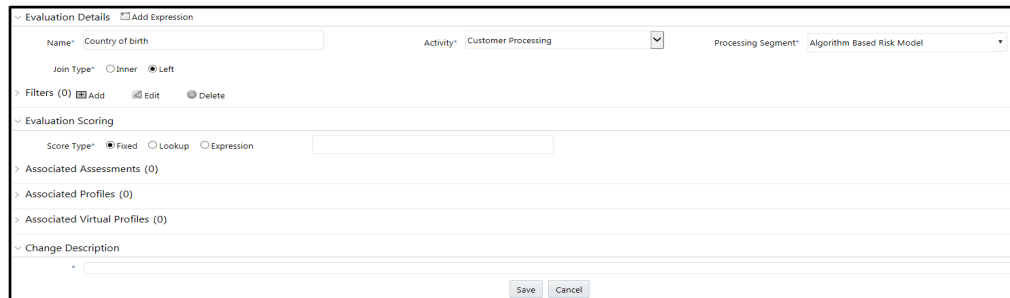 Evaluation Details Add Expression
Name* Country of birth Activity* Customer Processing Processing Segment* Algorithm Based Risk Model
Join Type* Inner Left
Filters (0) Add Edit Delete
Evaluation Scoring
Score Type* Fixed Lookup Expression
Associated Assessments (0)
Associated Profiles (0)
Associated Virtual Profiles (0)
Change Description
*
Save Cancel